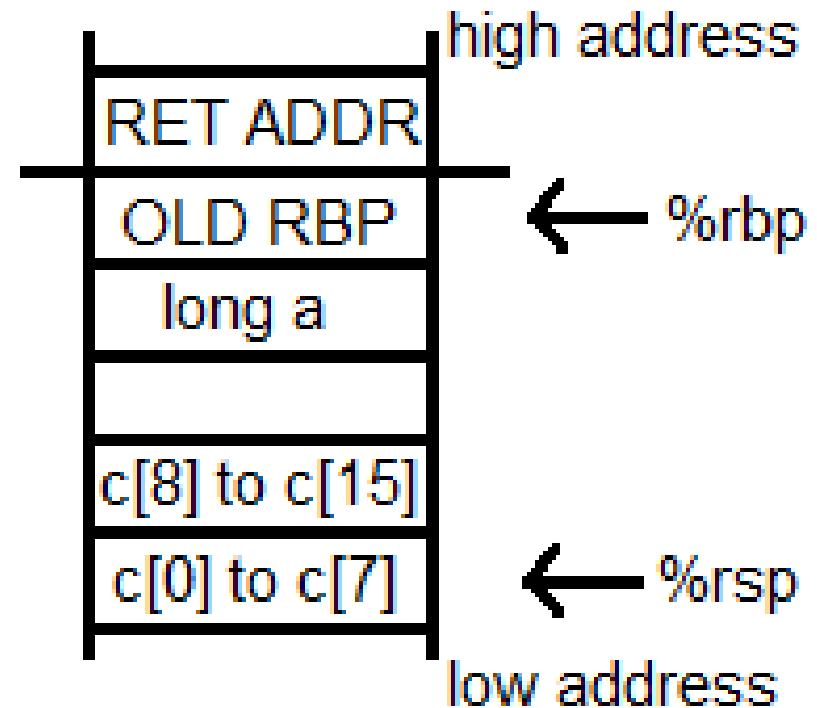 high address
RET ADDR
OLD RBP
%rbp
long a
c[8] to c[15]
c[0] to c[7]
%rsp
low address